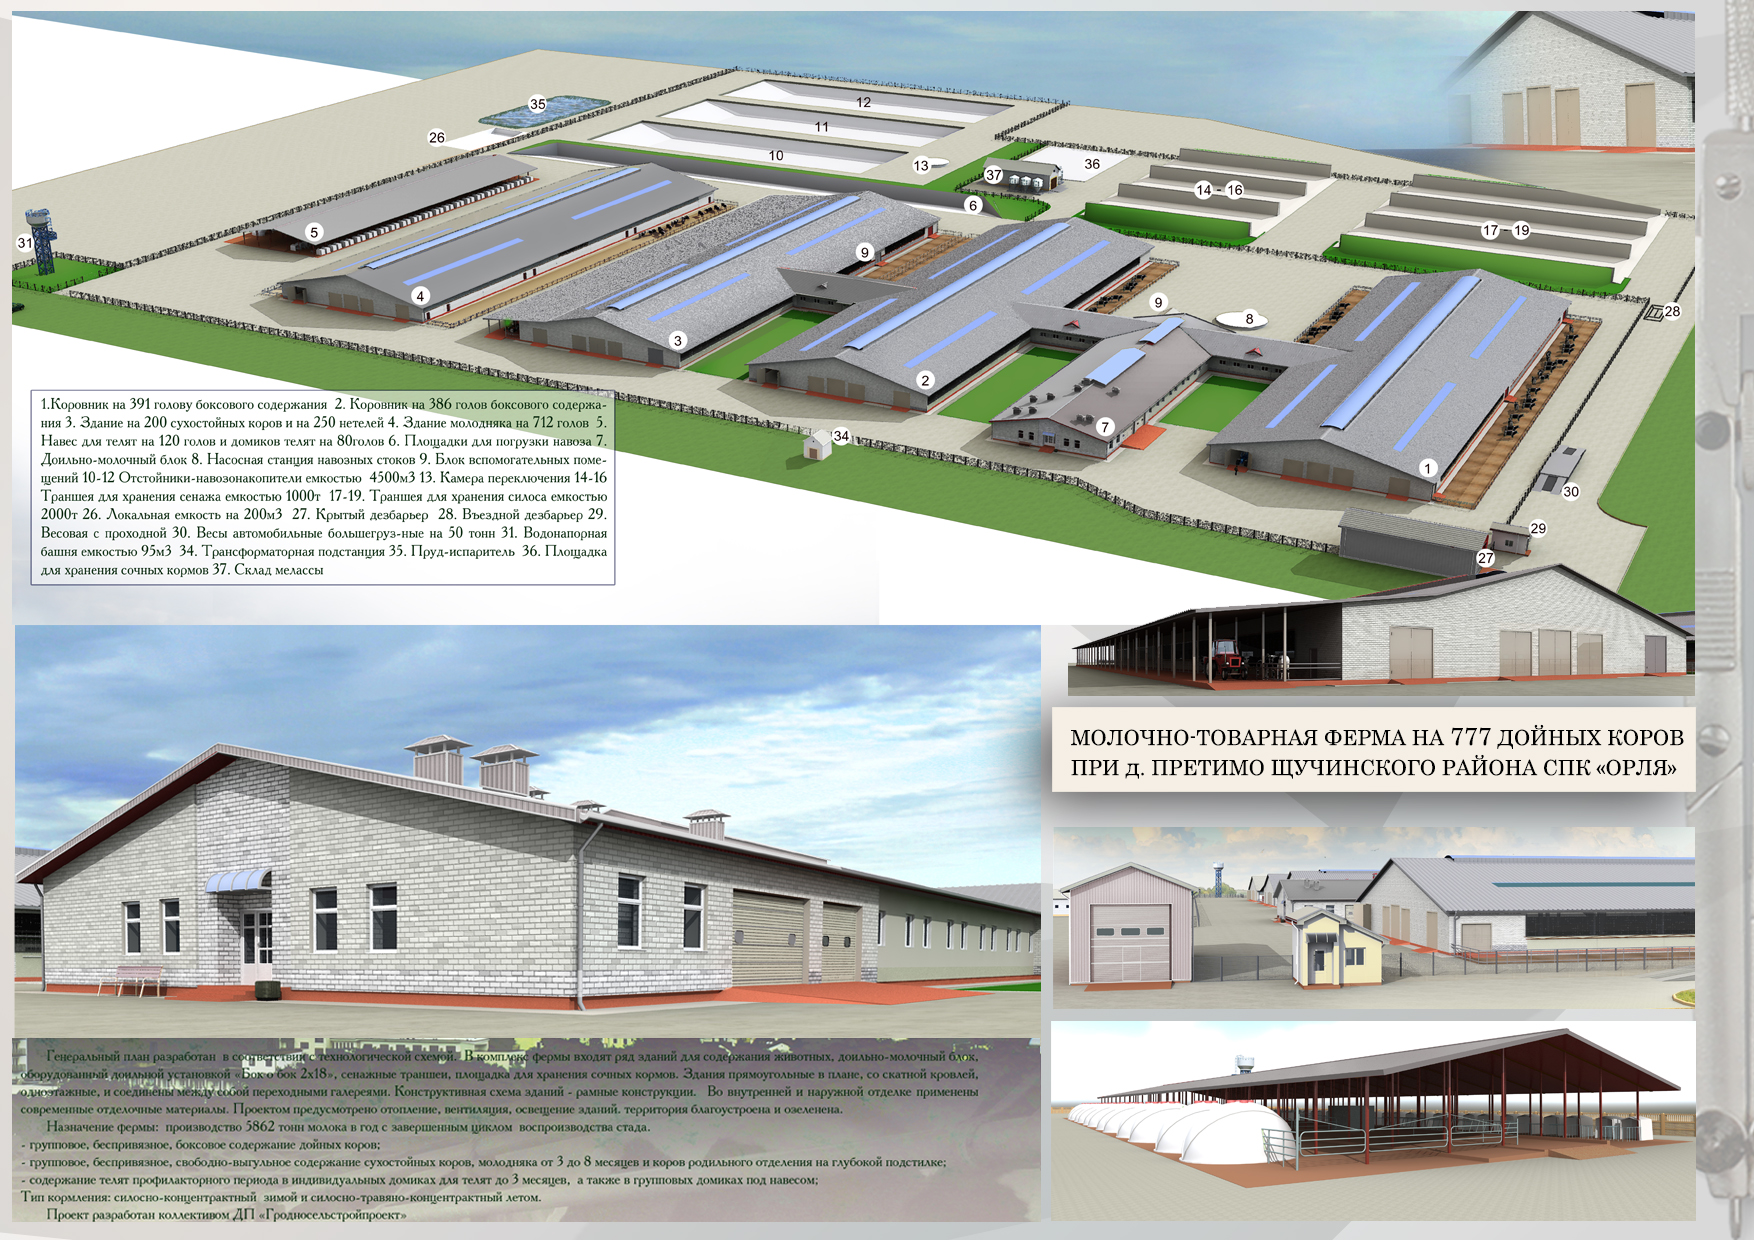 35
12
26
11
10
13
36
37
14 - 16
6
5
17 - 19
31
9
4
9
8
28
3
2
7
34
1
30
29
27
1.Коровник на 391 голову боксового содержания 2. Коровник на 386 голов боксового содержа-
ния 3. Здание на 200 сухостойных коров и на 250 нетелей 4. Здание молодняка на 712 голов 5.
Навес для телят на 120 голов и домиков телят на 80голов 6. Площадки для погрузки навоза 7.
Доильно-молочный блок 8. Насосная станция навозных стоков 9. Блок вспомогательных поме-
щений 10-12 Отстойники-навозонакопители емкостью 4500м3 13. Камера переключения 14-16
Траншея для хранения сенажа емкостью 1000т 17-19. Траншея для хранения силоса емкостью
2000т 26. Локальная емкость на 200м3 27. Крытый дезбарьер 28. Въездной дезбарьер 29.
Весовая с проходной 30. Весы автомобильные большегруз-ные на 50 тонн 31. Водонапорная
башня емкостью 95м3 34. Трансформаторная подстанция 35. Пруд-испаритель 36. Площадка
для хранения сочных кормов 37. Склад мелассы
МОЛОЧНО-ТОВАРНАЯ ФЕРМА НА 777 ДОЙНЫХ КОРОВ
ПРИ д. ПРЕТИМО ЩУЧИНСКОГО РАЙОНА СПК «ОРЛЯ»
Генеральный план разработан в соответствии с технологической схемой. В комплекс фермы входят ряд зданий для содержания животных, доильно-молочный блок,
оборудованный доильной установкой «Бок о бок 2х18», сенажные траншеи, площадка для хранения сочных кормов. Здания прямоугольные в плане, со скатной кровлей,
одноэтажные, и соединены между собой переходными галереями. Конструктивная схема зданий - рамные конструкции. Во внутренней и наружной отделке применены
современные отделочные материалы. Проектом предусмотрено отопление, вентиляция, освещение зданий. территория благоустроена и озеленена.
Назначение фермы: производство 5862 тонн молока в год с завершенным циклом воспроизводства стада.
- групповое, беспривязное, боксовое содержание дойных коров;
- групповое, беспривязное, свободно-выгульное содержание сухостойных коров, молодняка от 3 до 8 месяцев и коров родильного отделения на глубокой подстилке;
- содержание телят профилакторного периода в индивидуальных домиках для телят до 3 месяцев, а также в групповых домиках под навесом;
Тип кормления: силосно-концентрактный зимой и силосно-травяно-концентрактный летом.
Проект разработан коллективом ДП «Гродносельстройпроект»